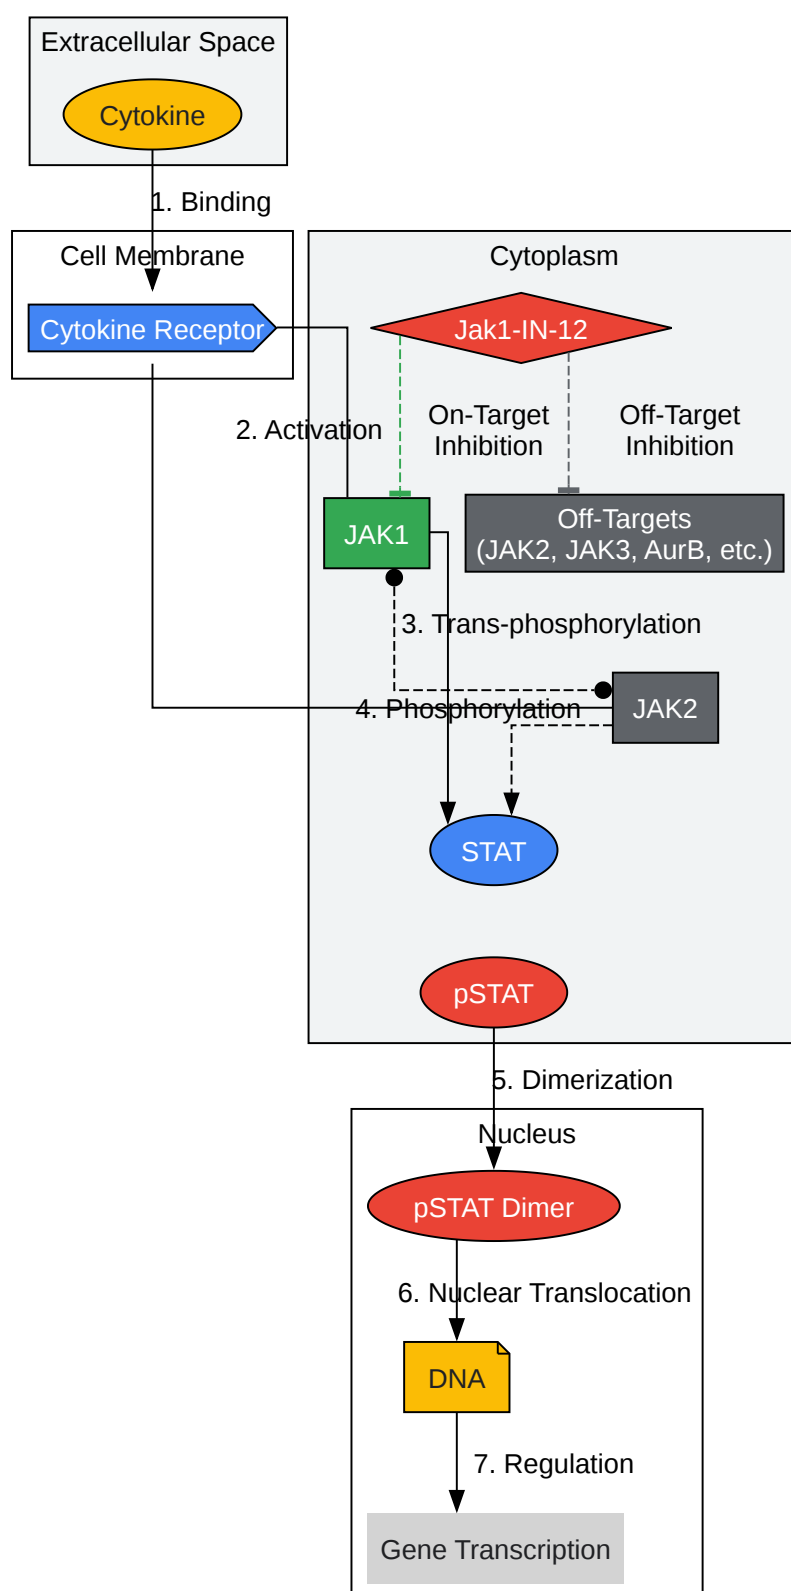 Extracellular Space
Cytokine
1. Binding
Cell Membrane
Cytokine Receptor
Cytoplasm
Jak1-IN-12
2. Activation
On-Target
Inhibition
Off-Target
Inhibition
JAK1
Off-Targets
(JAK2, JAK3, AurB, etc.)
3. Trans-phosphorylation
4. Phosphorylation
JAK2
STAT
pSTAT
5. Dimerization
Nucleus
pSTAT Dimer
6. Nuclear Translocation
DNA
7. Regulation
Gene Transcription